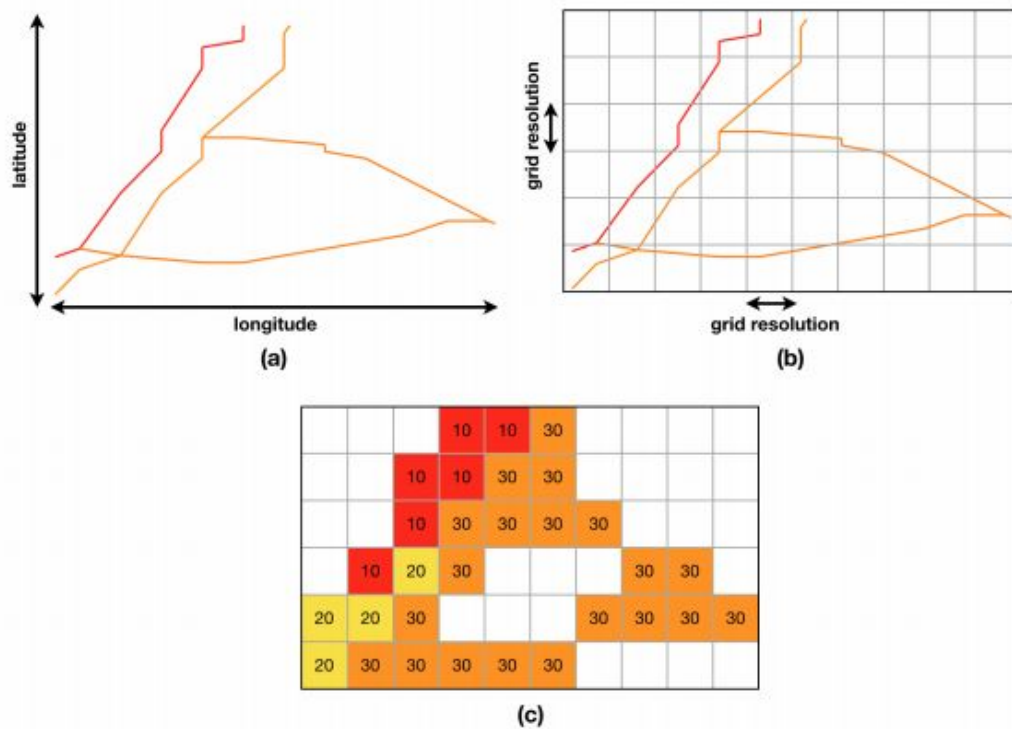 latitude
longitude
(a)
grid resolution
grid resolution
(b)
10 10 30
10 10 30 30
10 30 30 30 30
10 20 30 30 30
20 20 30 30 30 30 30
20 30 30 30 30 30
(c)